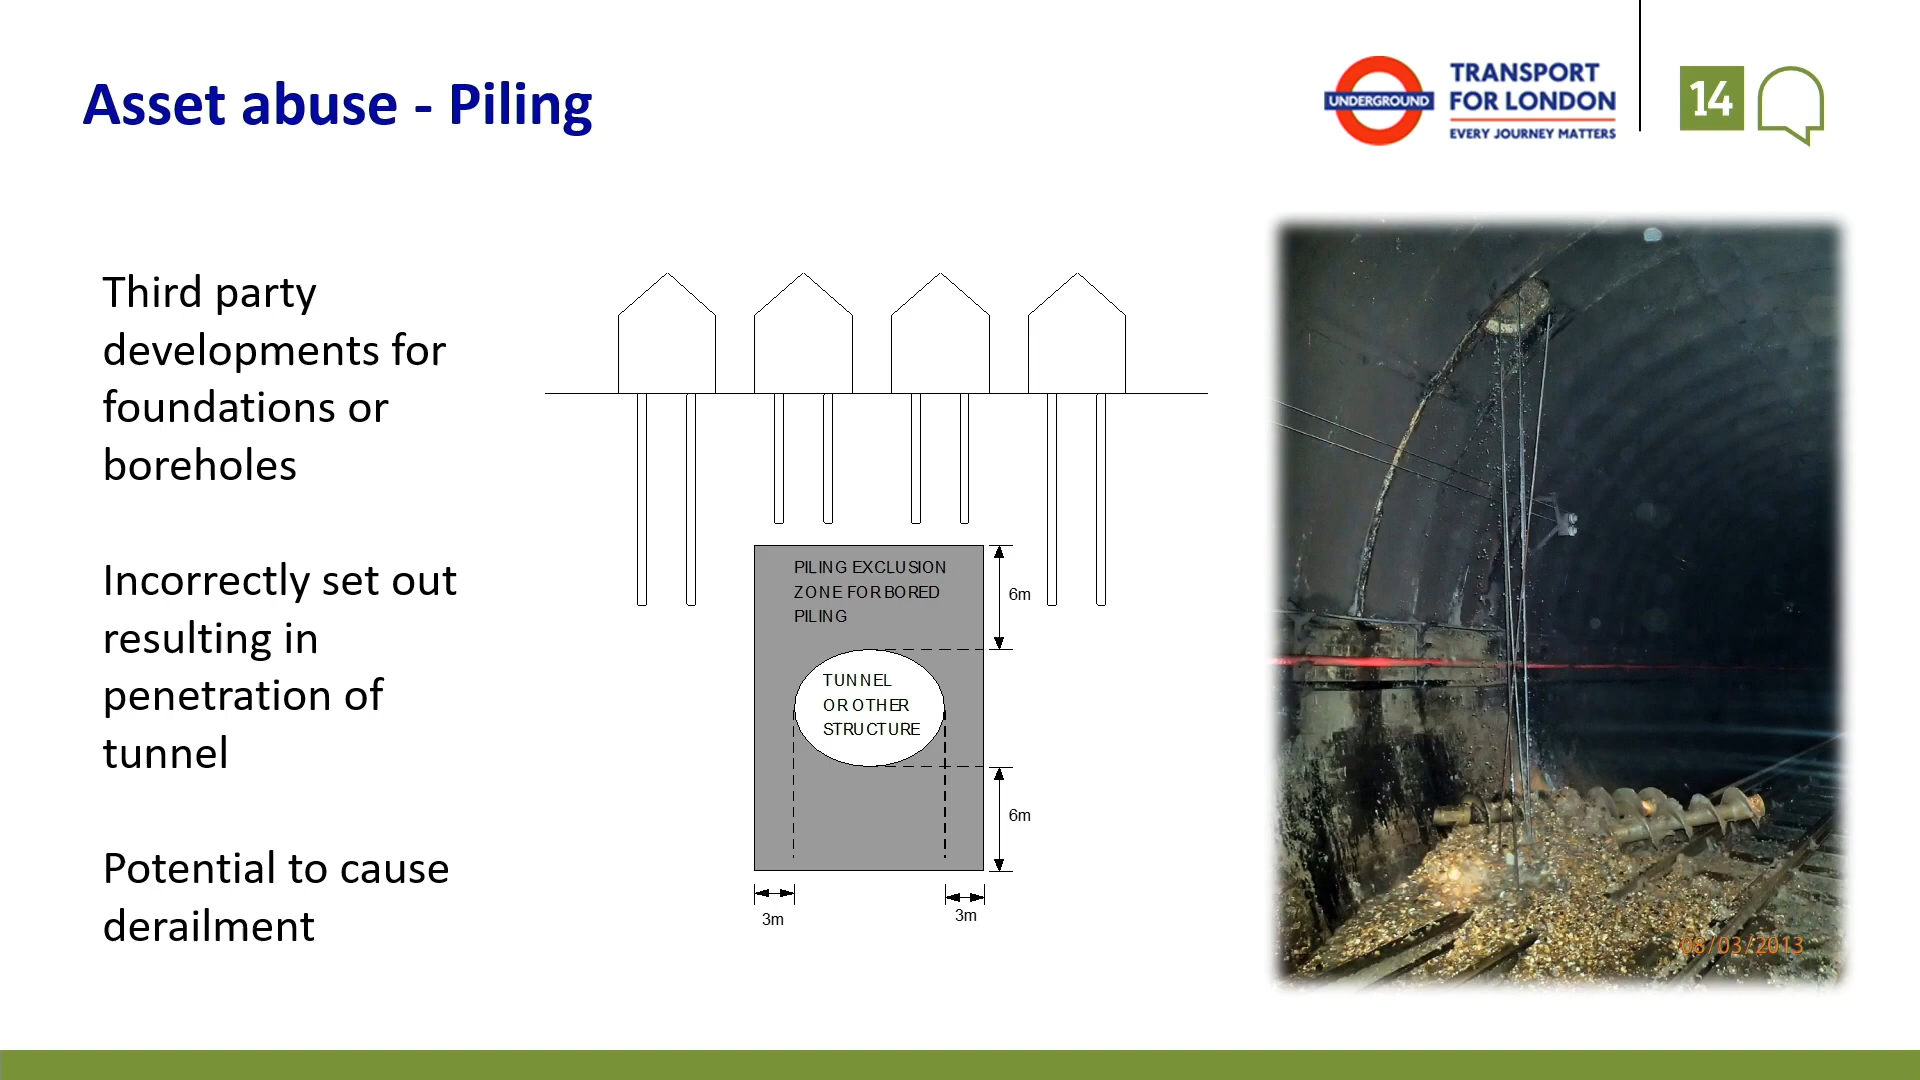 Asset abuse - Piling
UNDERGROUND
TRANSPORT
FOR LONDON
EVERY JOURNEY MATTERS
14
Third party
developments for
foundations or
boreholes
Incorrectly set out
resulting in
penetration of
tunnel
Potential to cause
derailment
PILING EXCLUSION
ZONE FOR BORED
PILING
6m
TUNNEL
OR OTHER
STRUCTURE
6m
3m
3m
08/03/2013